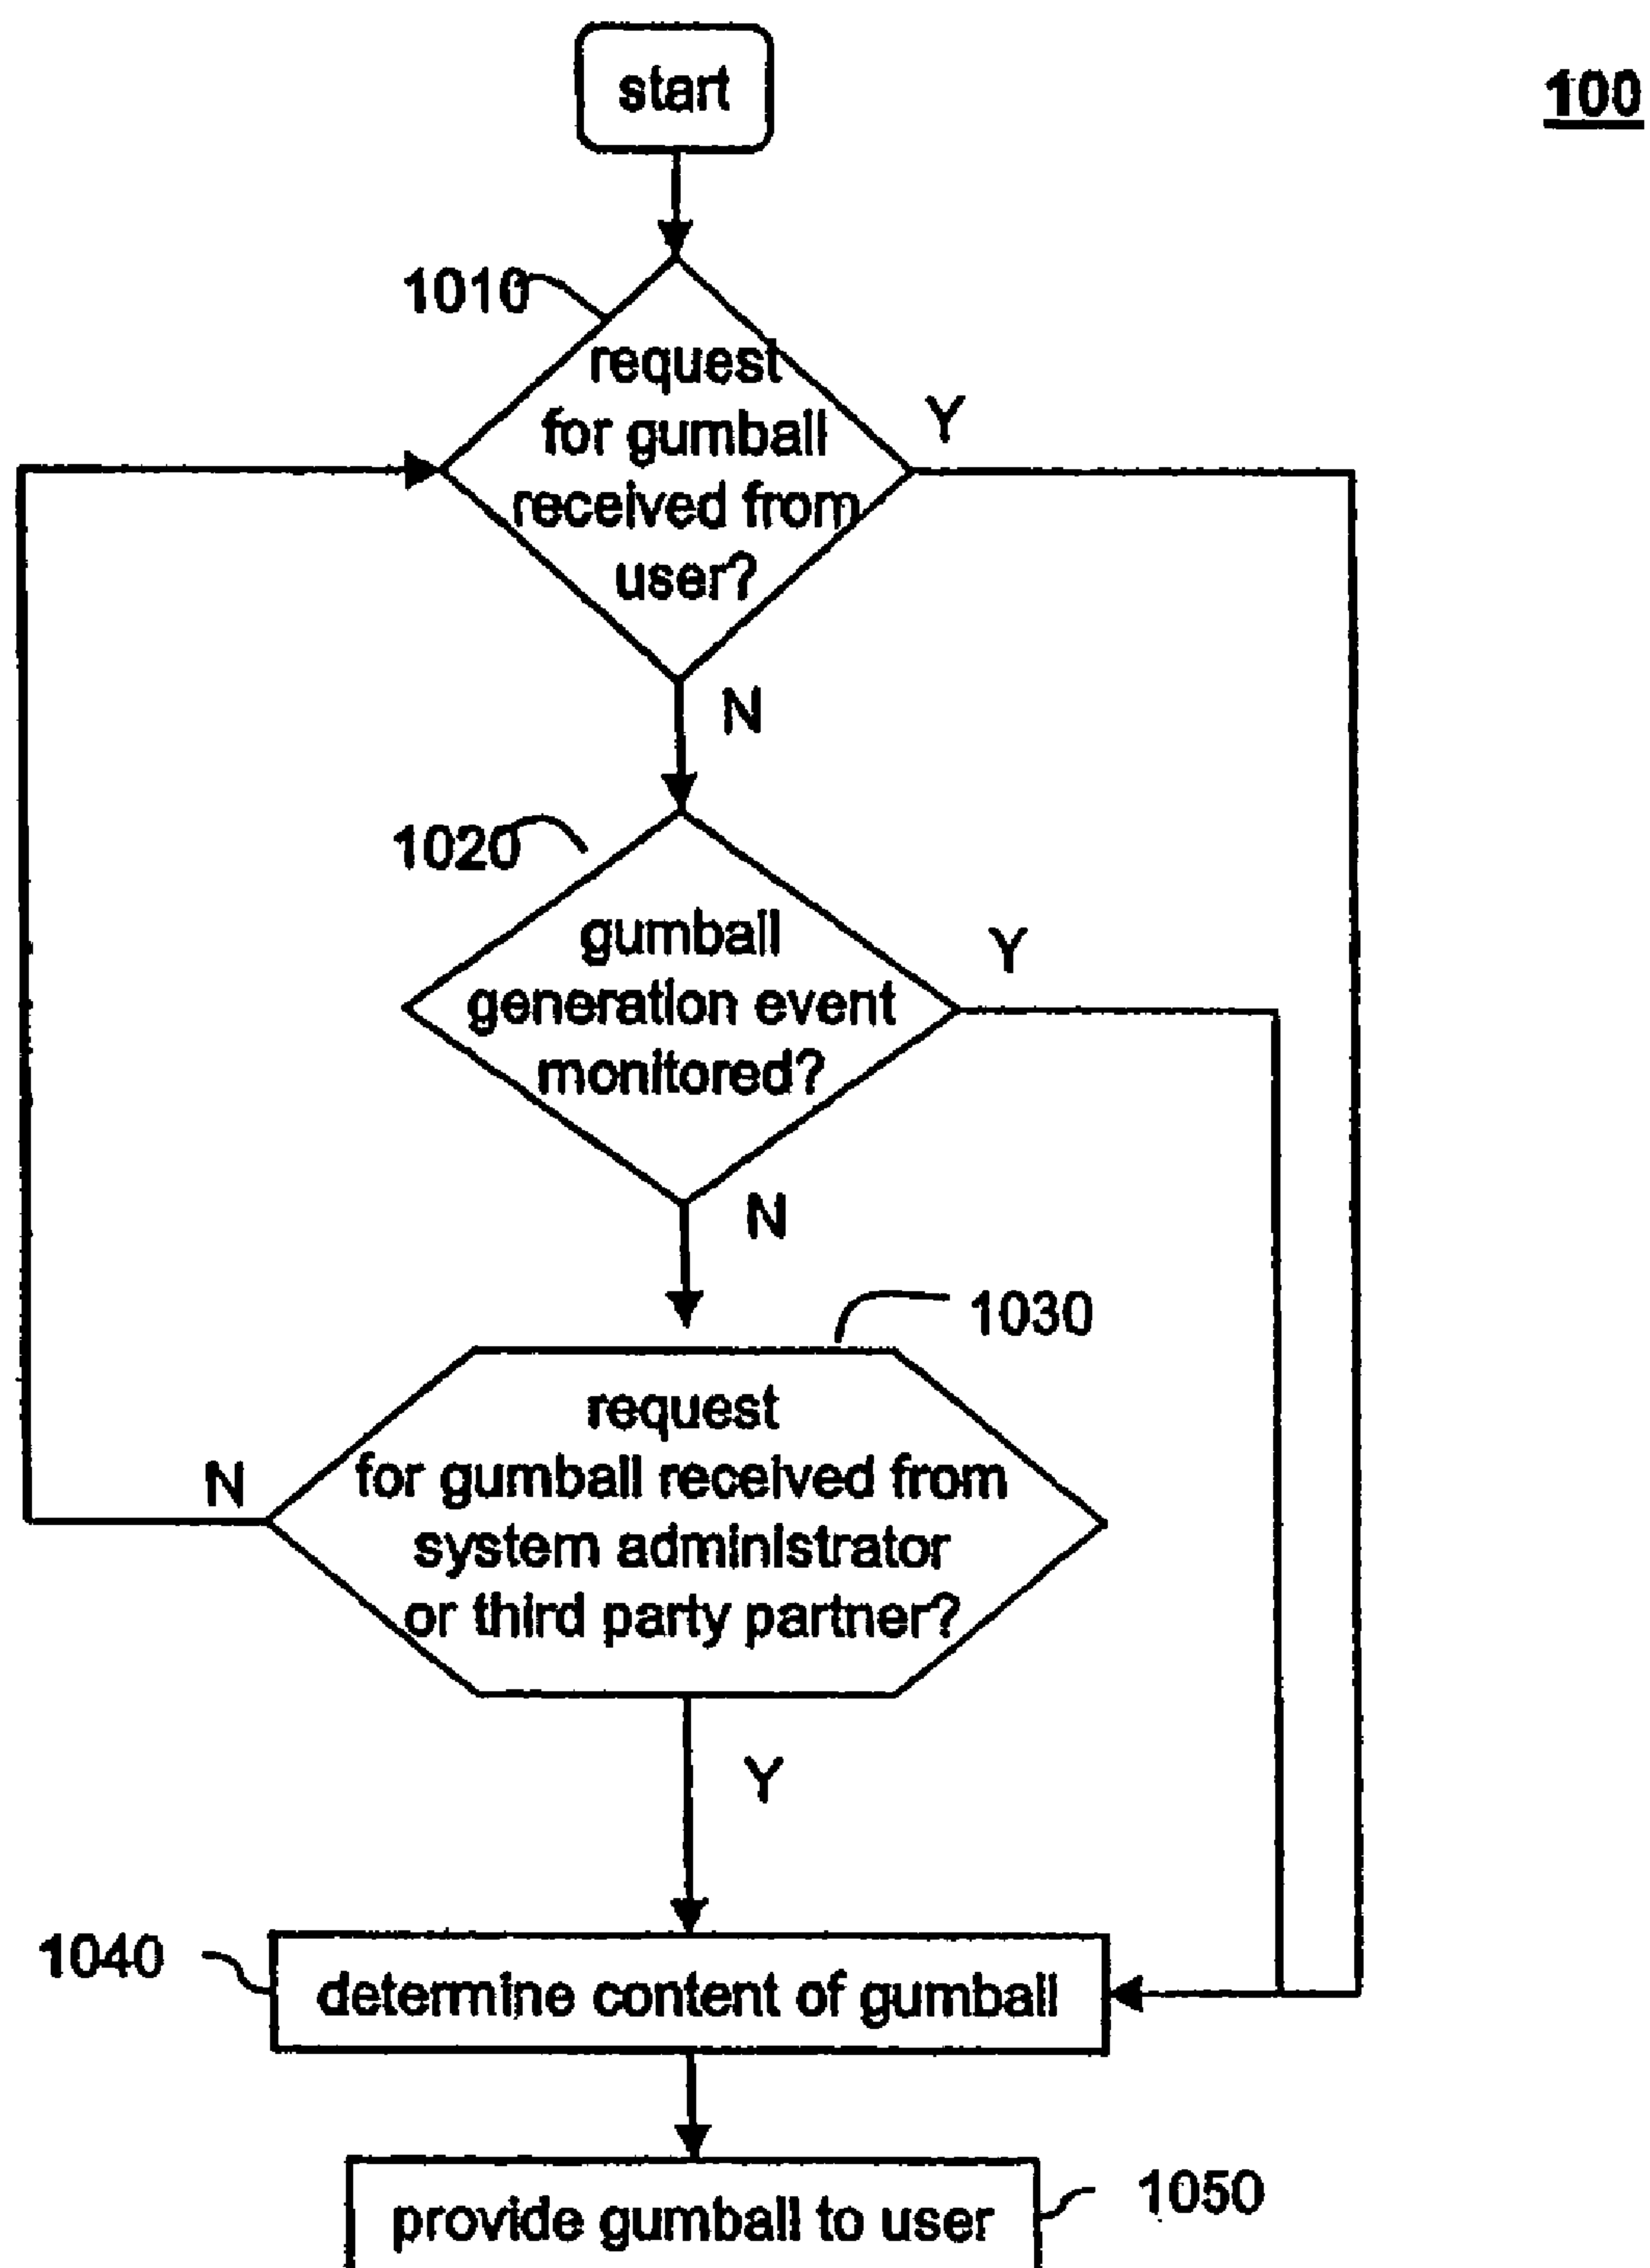 start
100
1010
request
for gumball
received from
user?
Y
N
1020
gumball
generation event
monitored?
Y
N
1030
request
for gumball received from
system administrator
or third party partner?
N
Y
1040
determine content of gumball
provide gumball to user
1050